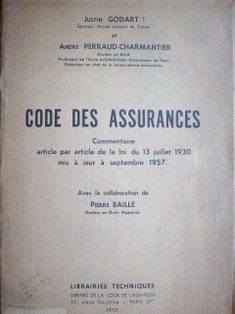 JUSTIN GODART †
Sénateur, Ancien ministre du Travail
et
ANDRÉ PERRAUD-CHARMANTIER
Docteur en Droit
Professeur de l'École polytechnique d'Assurances de Paris
Rédacteur en chef de la Jurisprudence automobile
CODE DES ASSURANCES
Commentaire
article par article de la loi du 13 juillet 1930
mis à jour à septembre 1957.
Avec la collaboration de
PIERRE BAILLE
Docteur en Droit, Magistrat
LIBRAIRIES TECHNIQUES
LIBRAIRIE DE LA COUR DE CASSATION
27, place Dauphine - PARIS 1er
1957